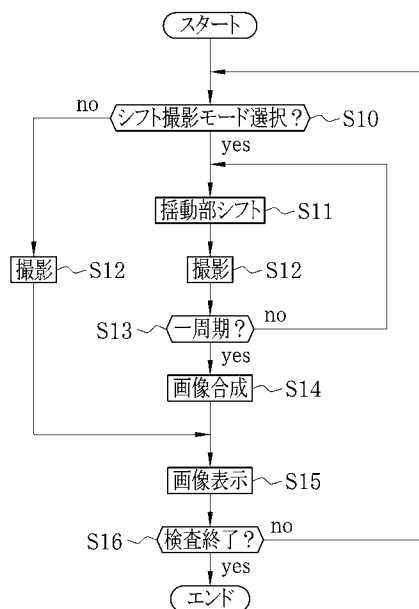 スタート
no
シフト撮影モード選択？
S10
yes
揺動部シフト
S11
撮影
S12
撮影
S12
S13
一周期？
no
yes
画像合成
S14
画像表示
S15
S16
検査終了？
no
yes
エンド